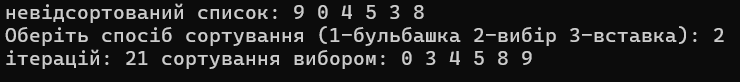 невідсортований список: 9 0 4 5 3 8
Оберіть спосіб сортування (1-бульбашка 2-вибір 3-вставка): 2
ітерацій: 21 сортування вибором: 0 3 4 5 8 9